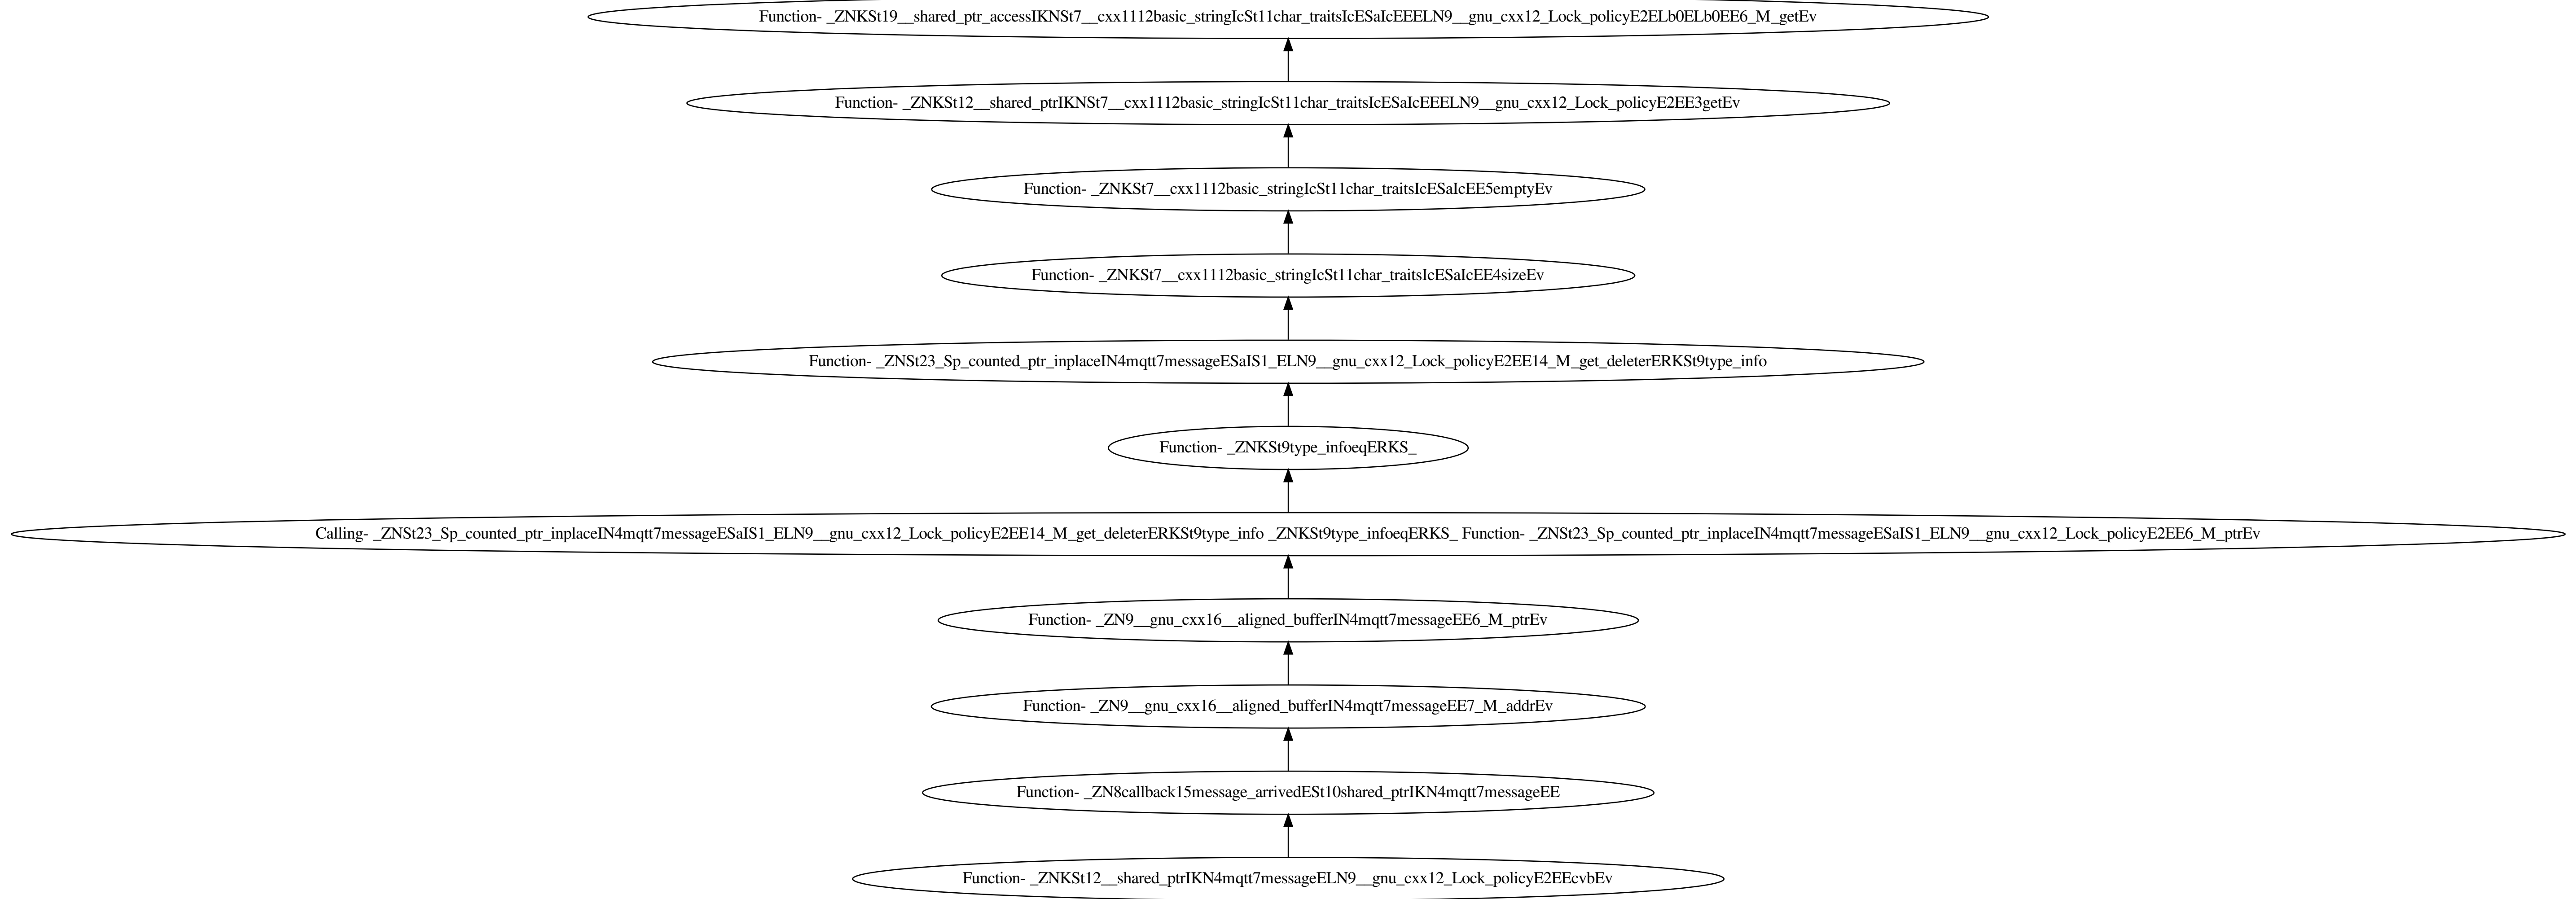 Function- _ZNKSt19__shared_ptr_accessIKNSt7__cxx1112basic_stringIcSt11char_traitsIcESaIcEEELN9__gnu_cxx12_Lock_policyE2ELb0ELb0EE6_M_getEv
Function- _ZNKSt12__shared_ptrIKNSt7__cxx1112basic_stringIcSt11char_traitsIcESaIcEEELN9__gnu_cxx12_Lock_policyE2EE3getEv
Function- _ZNKSt7__cxx1112basic_stringIcSt11char_traitsIcESaIcEE5emptyEv
Function- _ZNKSt7__cxx1112basic_stringIcSt11char_traitsIcESaIcEE4sizeEv
Function- _ZNSt23_Sp_counted_ptr_inplaceIN4mqtt7messageESaIS1_ELN9__gnu_cxx12_Lock_policyE2EE14_M_get_deleterERKSt9type_info
Function- _ZNKSt9type_infoeqERKS_
Calling- _ZNSt23_Sp_counted_ptr_inplaceIN4mqtt7messageESaIS1_ELN9__gnu_cxx12_Lock_policyE2EE14_M_get_deleterERKSt9type_info _ZNKSt9type_infoeqERKS_ Function- _ZNSt23_Sp_counted_ptr_inplaceIN4mqtt7messageESaIS1_ELN9__gnu_cxx12_Lock_policyE2EE6_M_ptrEv
Function- _ZN9__gnu_cxx16__aligned_bufferIN4mqtt7messageEE6_M_ptrEv
Function- _ZN9__gnu_cxx16__aligned_bufferIN4mqtt7messageEE7_M_addrEv
Function- _ZN8callback15message_arrivedESt10shared_ptrIKN4mqtt7messageEE
Function- _ZNKSt12__shared_ptrIKN4mqtt7messageELN9__gnu_cxx12_Lock_policyE2EEcvbEv